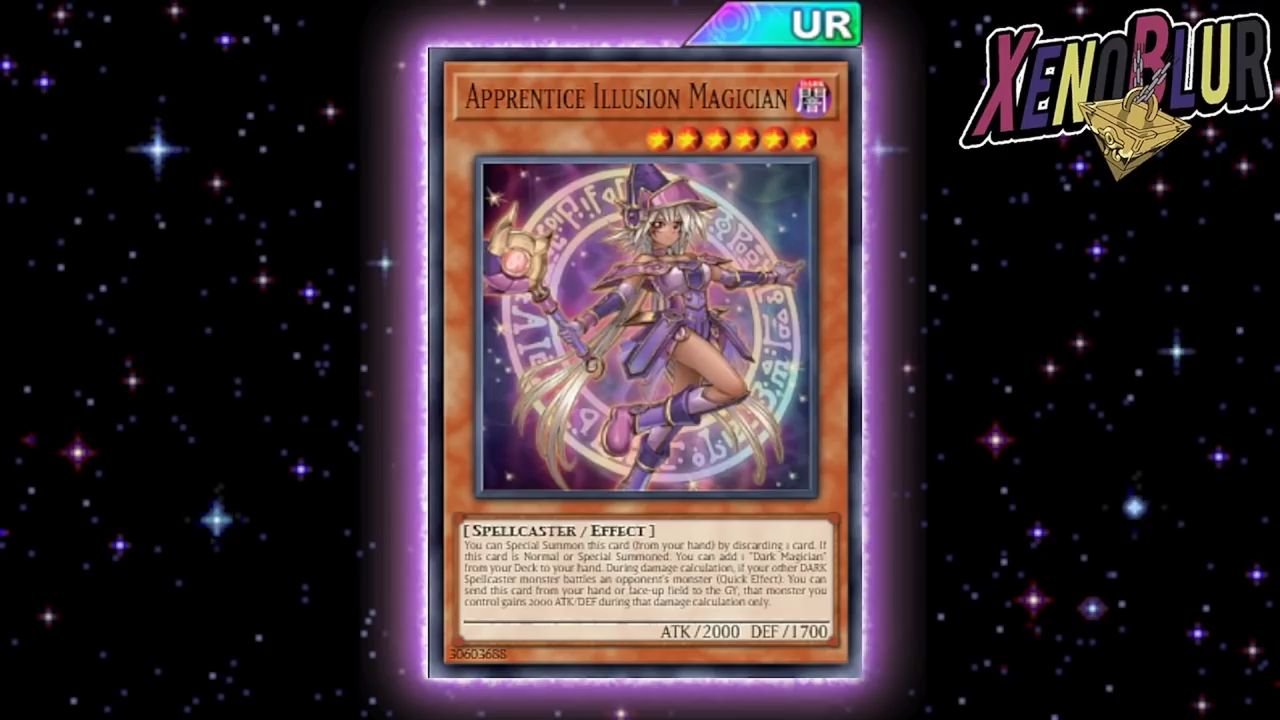 UR
XENOBLUR
APPRENTICE ILLUSION MAGICIAN
DARK
闇
[ SPELLCASTER / EFFECT ]
You can Special Summon this card (from your hand) by discarding 1 card. If
this card is Normal or Special Summoned: You can add 1 "Dark Magician"
from your Deck to your hand. During damage calculation, if your other DARK
Spellcaster monster battles an opponent's monster (Quick Effect): You can
send this card from your hand or face-up field to the GY; that monster you
control gains 2000 ATK/DEF during that damage calculation only.
ATK/2000 DEF/1700
30603688